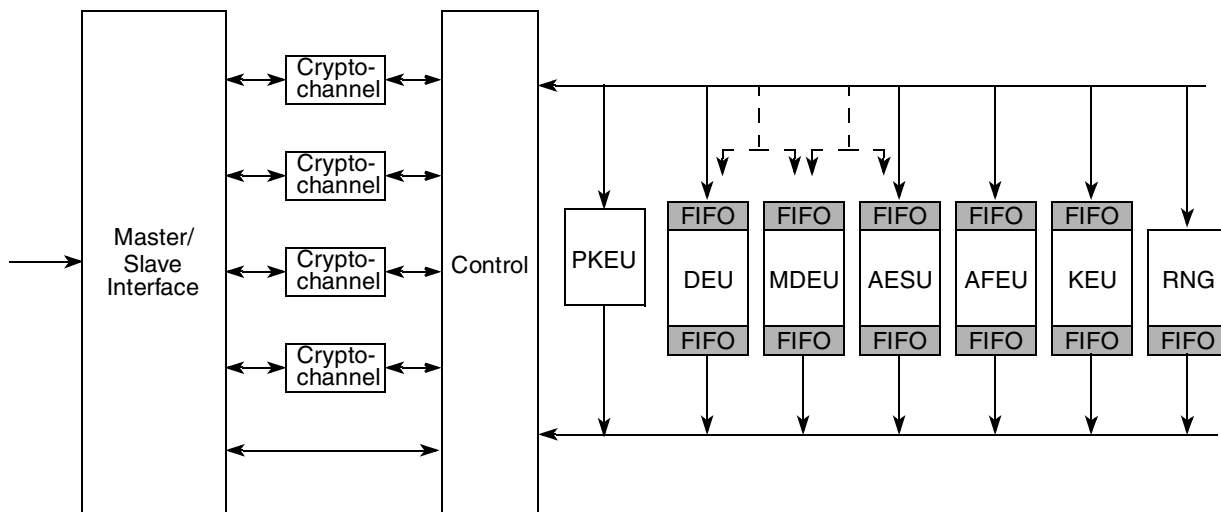 Crypto-
channel
Crypto-
channel
Master/
Slave
Interface
Crypto-
channel
Crypto-
channel
Control
FIFO
FIFO
FIFO
FIFO
FIFO
PKEU
DEU
MDEU
AESU
AFEU
KEU
RNG
FIFO
FIFO
FIFO
FIFO
FIFO
FIFO